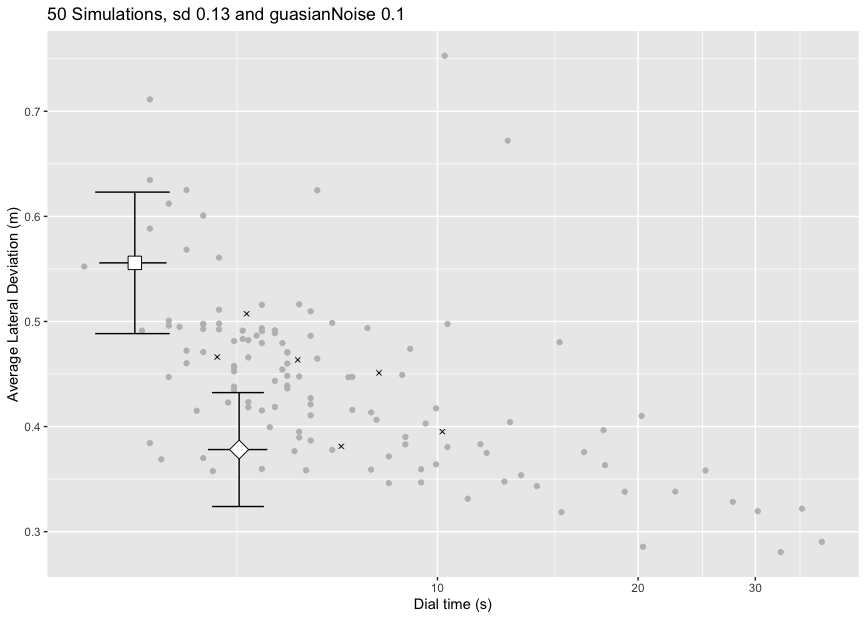 50 Simulations, sd 0.13 and guasianNoise 0.1
0.7
0.6
0.5
0.4
0.3
Average Lateral Deviation (m)
10
20
30
Dial time (s)